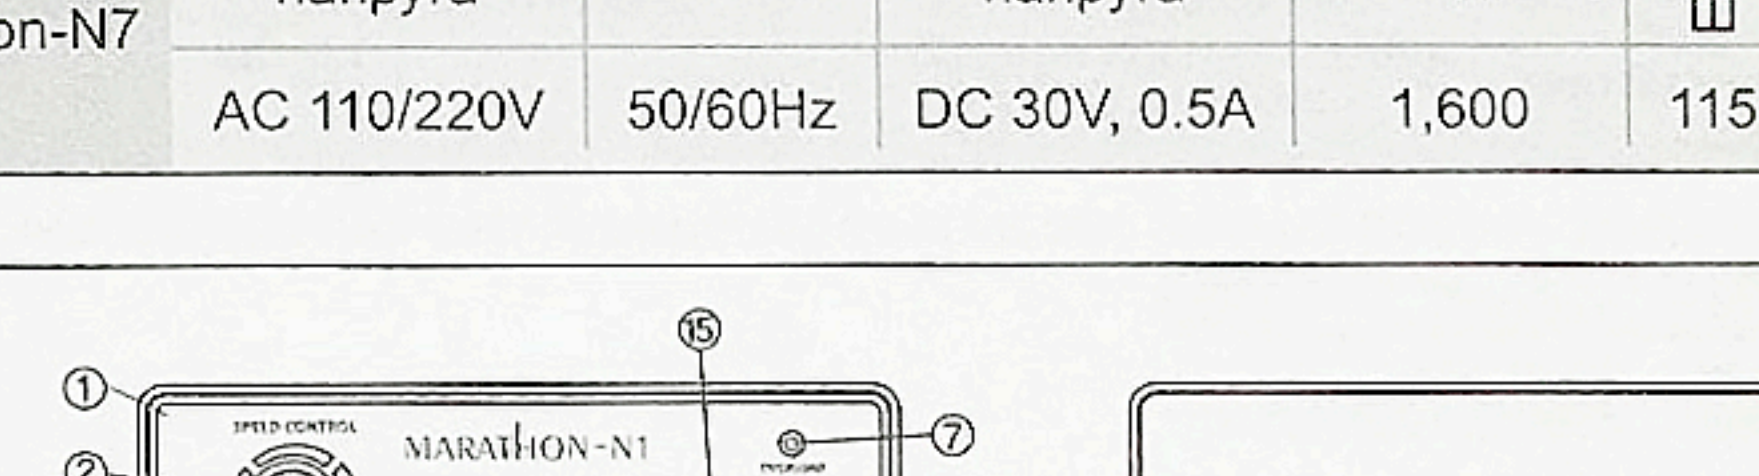 on-N7
AC 110/220V 50/60Hz DC 30V, 0.5A 1,600 115
15
1
SPEED CONTROL
MARATHON-N1
7
2